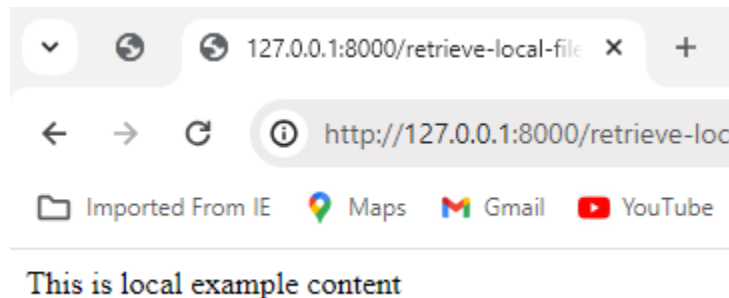 127.0.0.1:8000/retrieve-local-file
http://127.0.0.1:8000/retrieve-loc
Imported From IE Maps Gmail YouTube
This is local example content